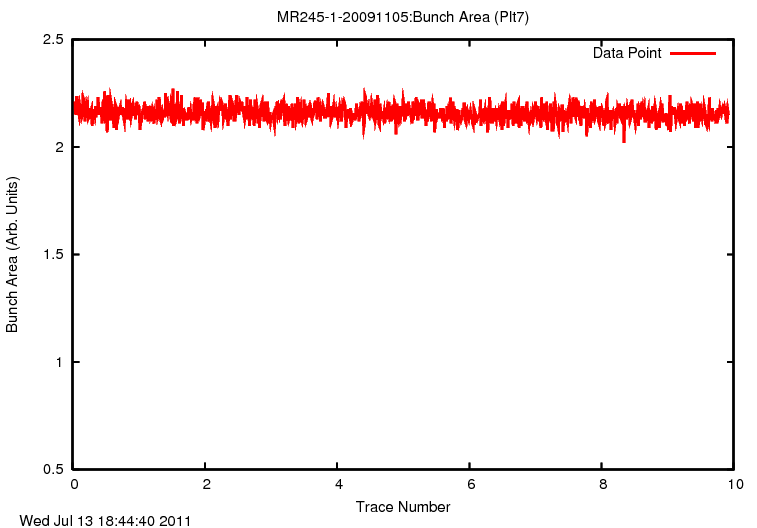 MR245-1-20091105:Bunch Area (Plt7)
2.5
Data Point
2
1.5
1
0.5
Bunch Area (Arb. Units)
0 2 4 6 8 10
Trace Number
Wed Jul 13 18:44:40 2011